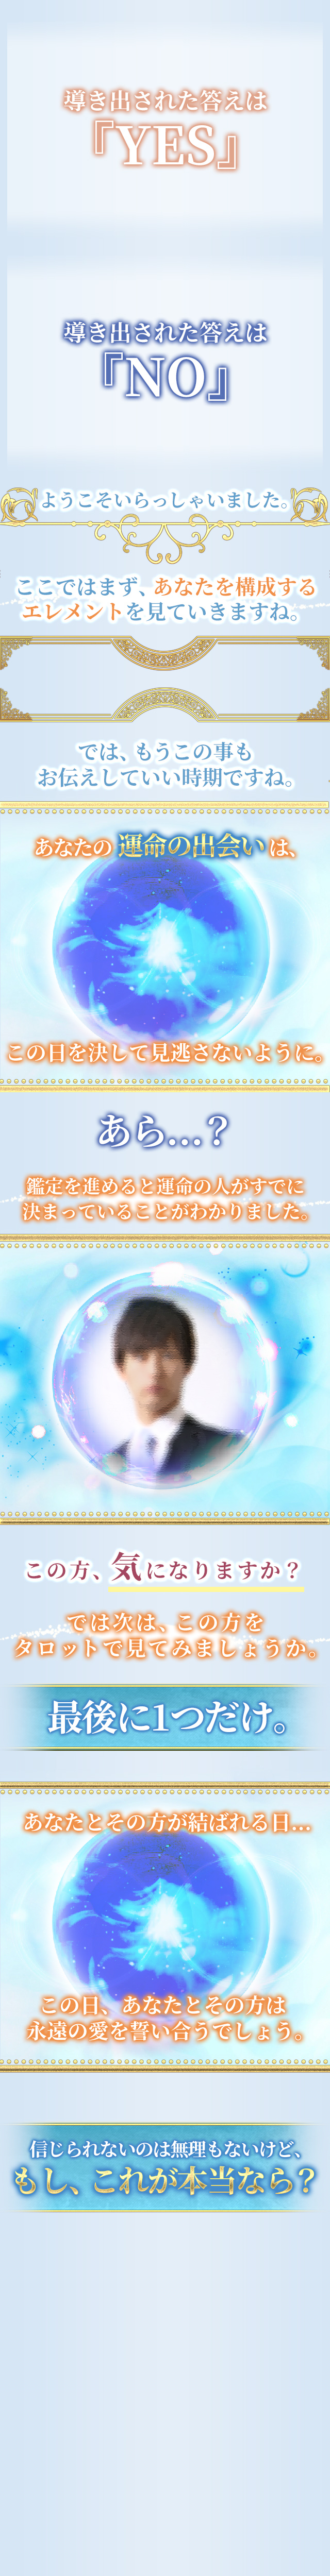 導き出された答えは
『YES』
導き出された答えは
『NO』
ようこそいらっしゃいました。
ここではまず、あなたを構成する
エレメントを見ていきますね。
では、もうこの事も
お伝えしていい時期ですね。
あなたの運命の出会いは、
この日を決して見逃さないように。
あら…？
鑑定を進めると運命の人がすでに
決まっていることがわかりました。
この方、気になりますか？
では次は、この方を
タロットで見てみましょうか。
最後に1つだけ。
あなたとその方が結ばれる日…
この日、あなたとその方は
永遠の愛を誓い合うでしょう。
信じられないのは無理もないけど、
もし、これが本当なら？